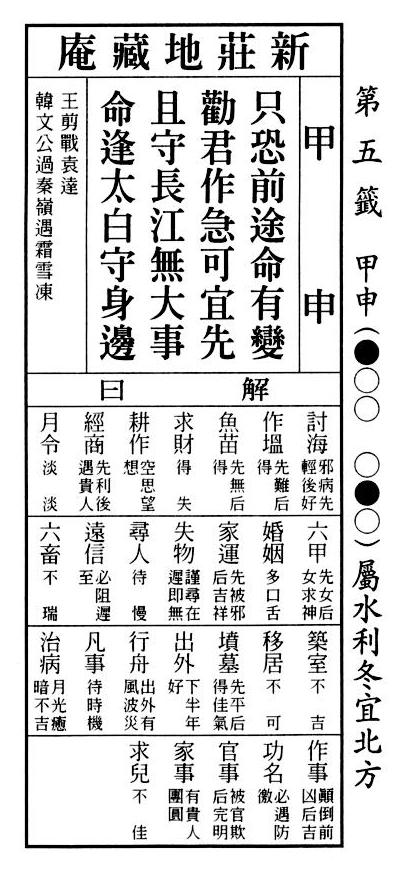 第五籤 甲申(●○○ ○●○)屬水利冬宜北方
新莊地藏庵
甲申
只恐前途命有變
勸君作急可宜先
且守長江無大事
命逢太白守身邊
王剪戰袁達
韓文公過秦嶺遇霜雪凍
解曰
討海 邪病先輕後好
作塭 先難后得
魚苗 先無后得
求財 得失
耕作 空思望想
經商 先利後遇貴人
月令 淡淡
六甲 先女后女求神
婚姻 多口舌
家運 先被邪后吉祥
失物 謹尋在遲即無
尋人 待慢
遠信 必阻遲至
六畜 不瑞
築室 不吉
移居 不可
墳墓 先平后得佳氣
出外 下半年好
行舟 出外有風波災
凡事 待時機
治病 月光癒暗不吉
作事 顛倒前凶后吉
功名 必遇防徼
官事 被官欺后完明
家事 有貴人團圓
求兒 不佳